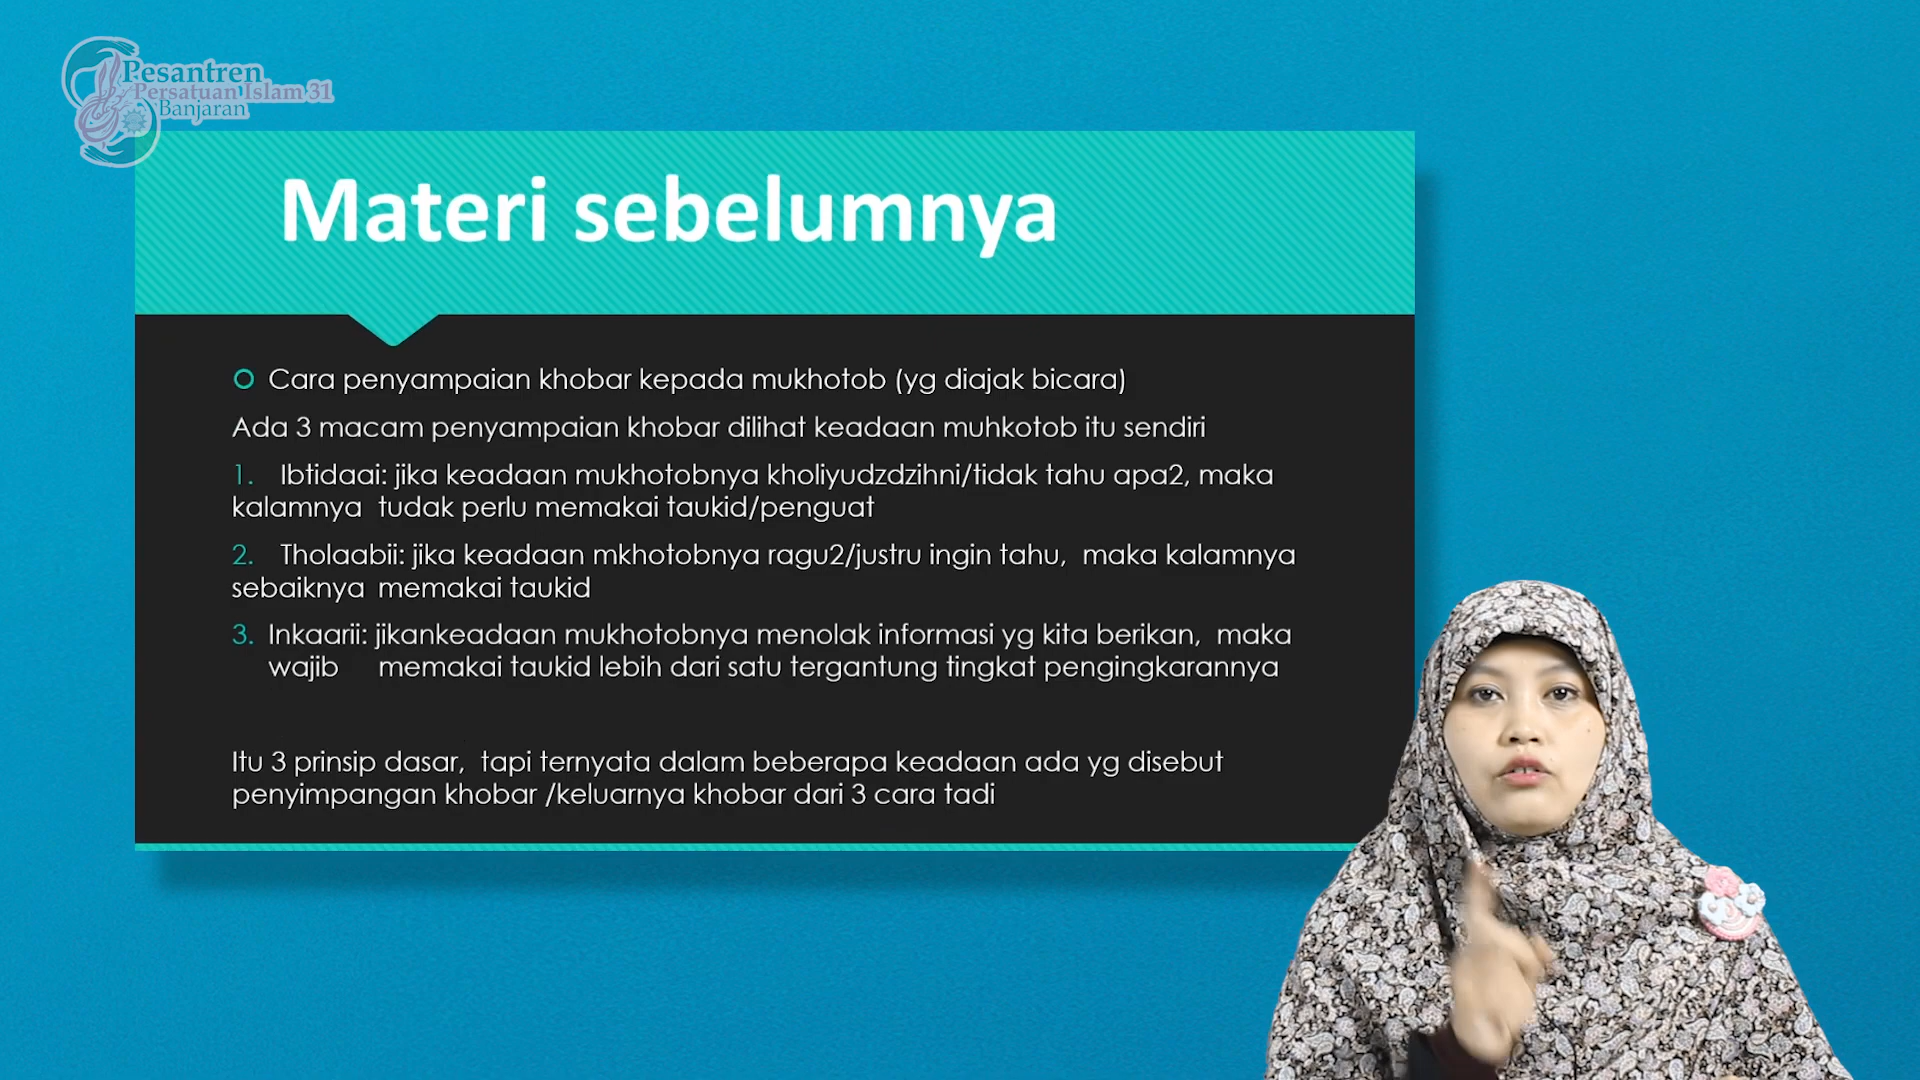 Pesantren
Persatuan Islam 31
Banjaran
Materi sebelumnya
Cara penyampaian khobar kepada mukhotob (yg diajak bicara)
Ada 3 macam penyampaian khobar dilihat keadaan muhkotob itu sendiri
1. Ibtidaai: jika keadaan mukhotobnya kholiyudzdzihni/tidak tahu apa2, maka
kalamnya tudak perlu memakai taukid/penguat
2. Tholaabii: jika keadaan mkhotobnya ragu2/justru ingin tahu, maka kalamnya
sebaiknya memakai taukid
3. Inkaarii: jikankeadaan mukhotobnya menolak informasi yg kita berikan, maka
wajib memakai taukid lebih dari satu tergantung tingkat pengingkarannya
Itu 3 prinsip dasar, tapi ternyata dalam beberapa keadaan ada yg disebut
penyimpangan khobar /keluarnya khobar dari 3 cara tadi